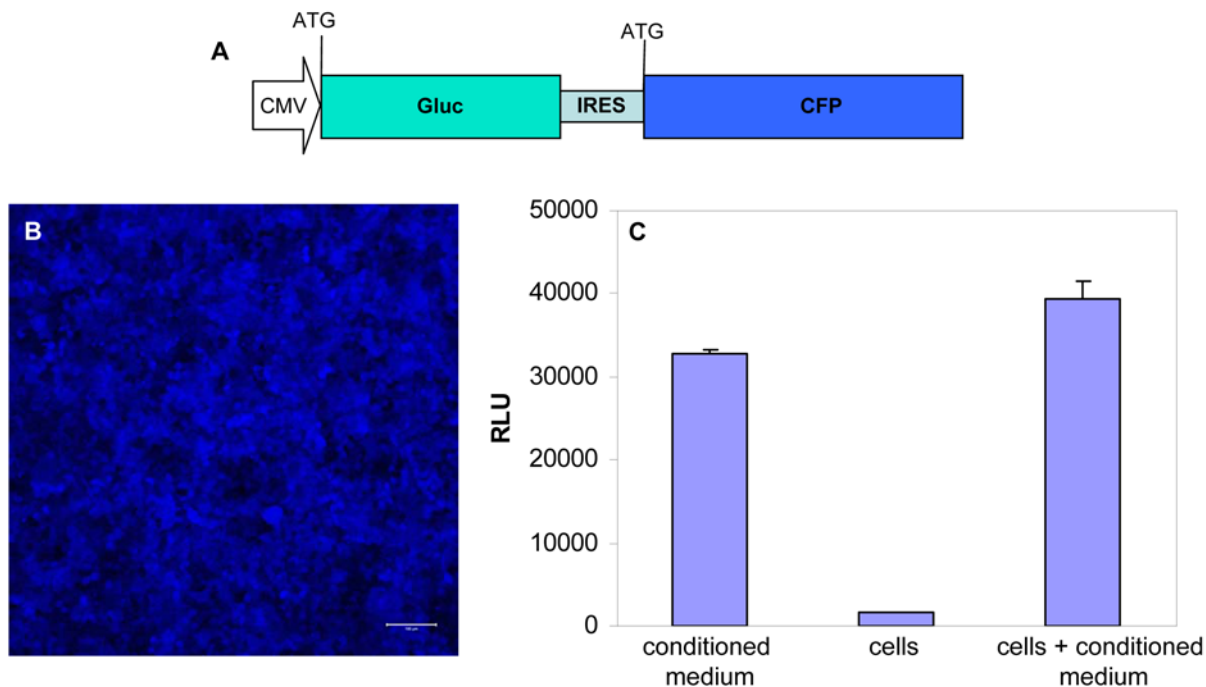 A
ATG
ATG
CMV
Gluc
IRES
CFP
B
C
RLU
50000
40000
30000
20000
10000
0
conditioned
medium
cells
cells + conditioned
medium